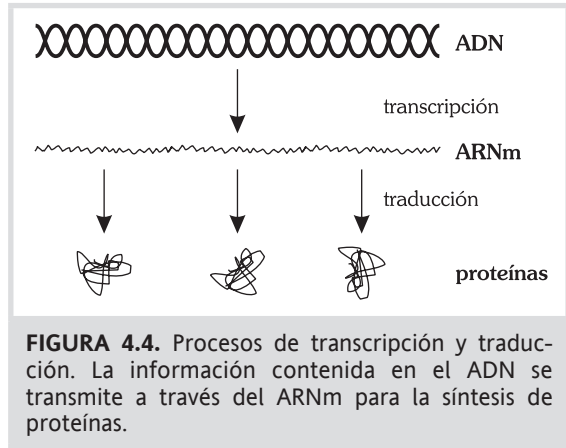 ADN
transcripción
ARNm
traducción
proteínas
FIGURA 4.4. Procesos de transcripción y traduc-
ción. La información contenida en el ADN se
transmite a través del ARNm para la síntesis de
proteínas.